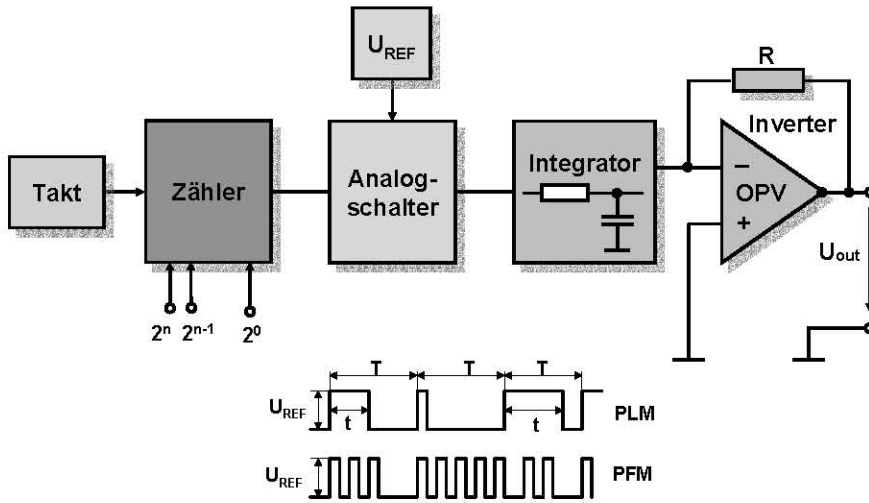 U_REF
R
Inverter
Takt
Zähler
Analog-
schalter
Integrator
−
OPV
+
U_out
2^n 2^n-1 2^0
T T T
U_REF t t PLM
U_REF PFM